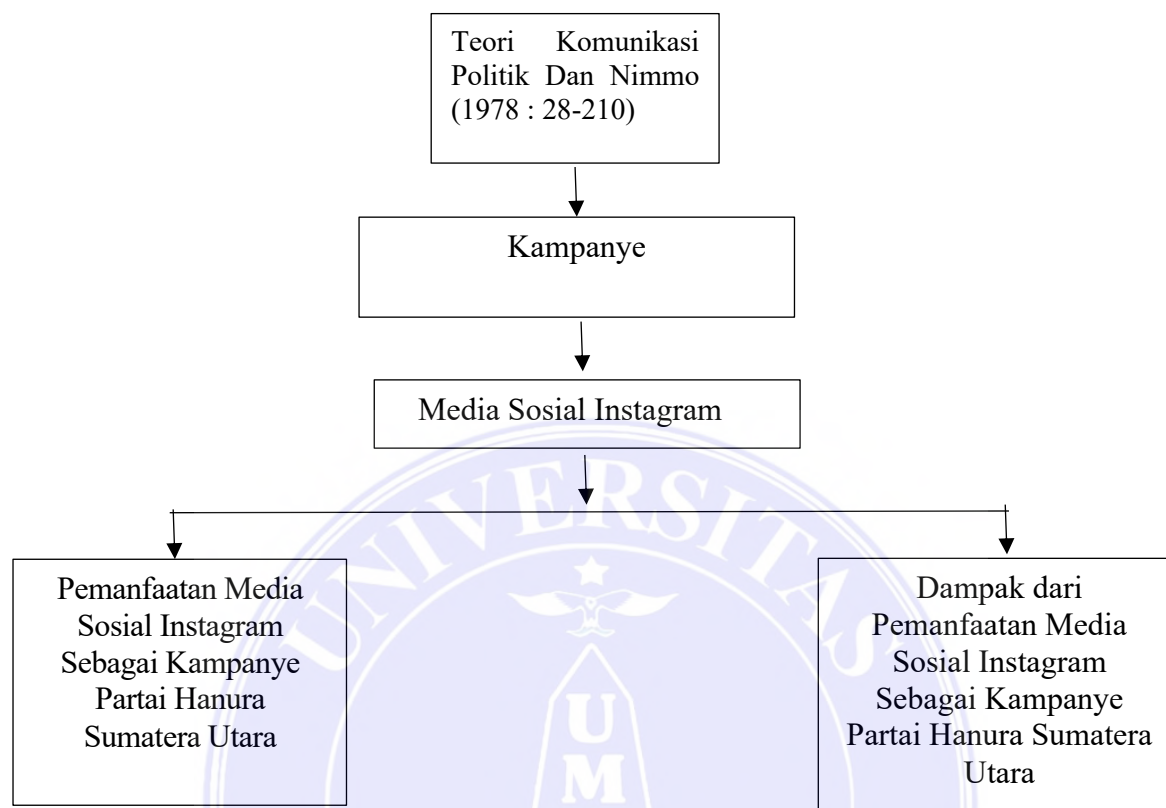 Teori Komunikasi
Politik Dan Nimmo
(1978 : 28-210)
Kampanye
Media Sosial Instagram
UNIVERSITAS
Pemanfaatan Media
Sosial Instagram
Sebagai Kampanye
Partai Hanura
Sumatera Utara
Dampak dari
Pemanfaatan Media
Sosial Instagram
Sebagai Kampanye
Partai Hanura Sumatera
Utara
U
M